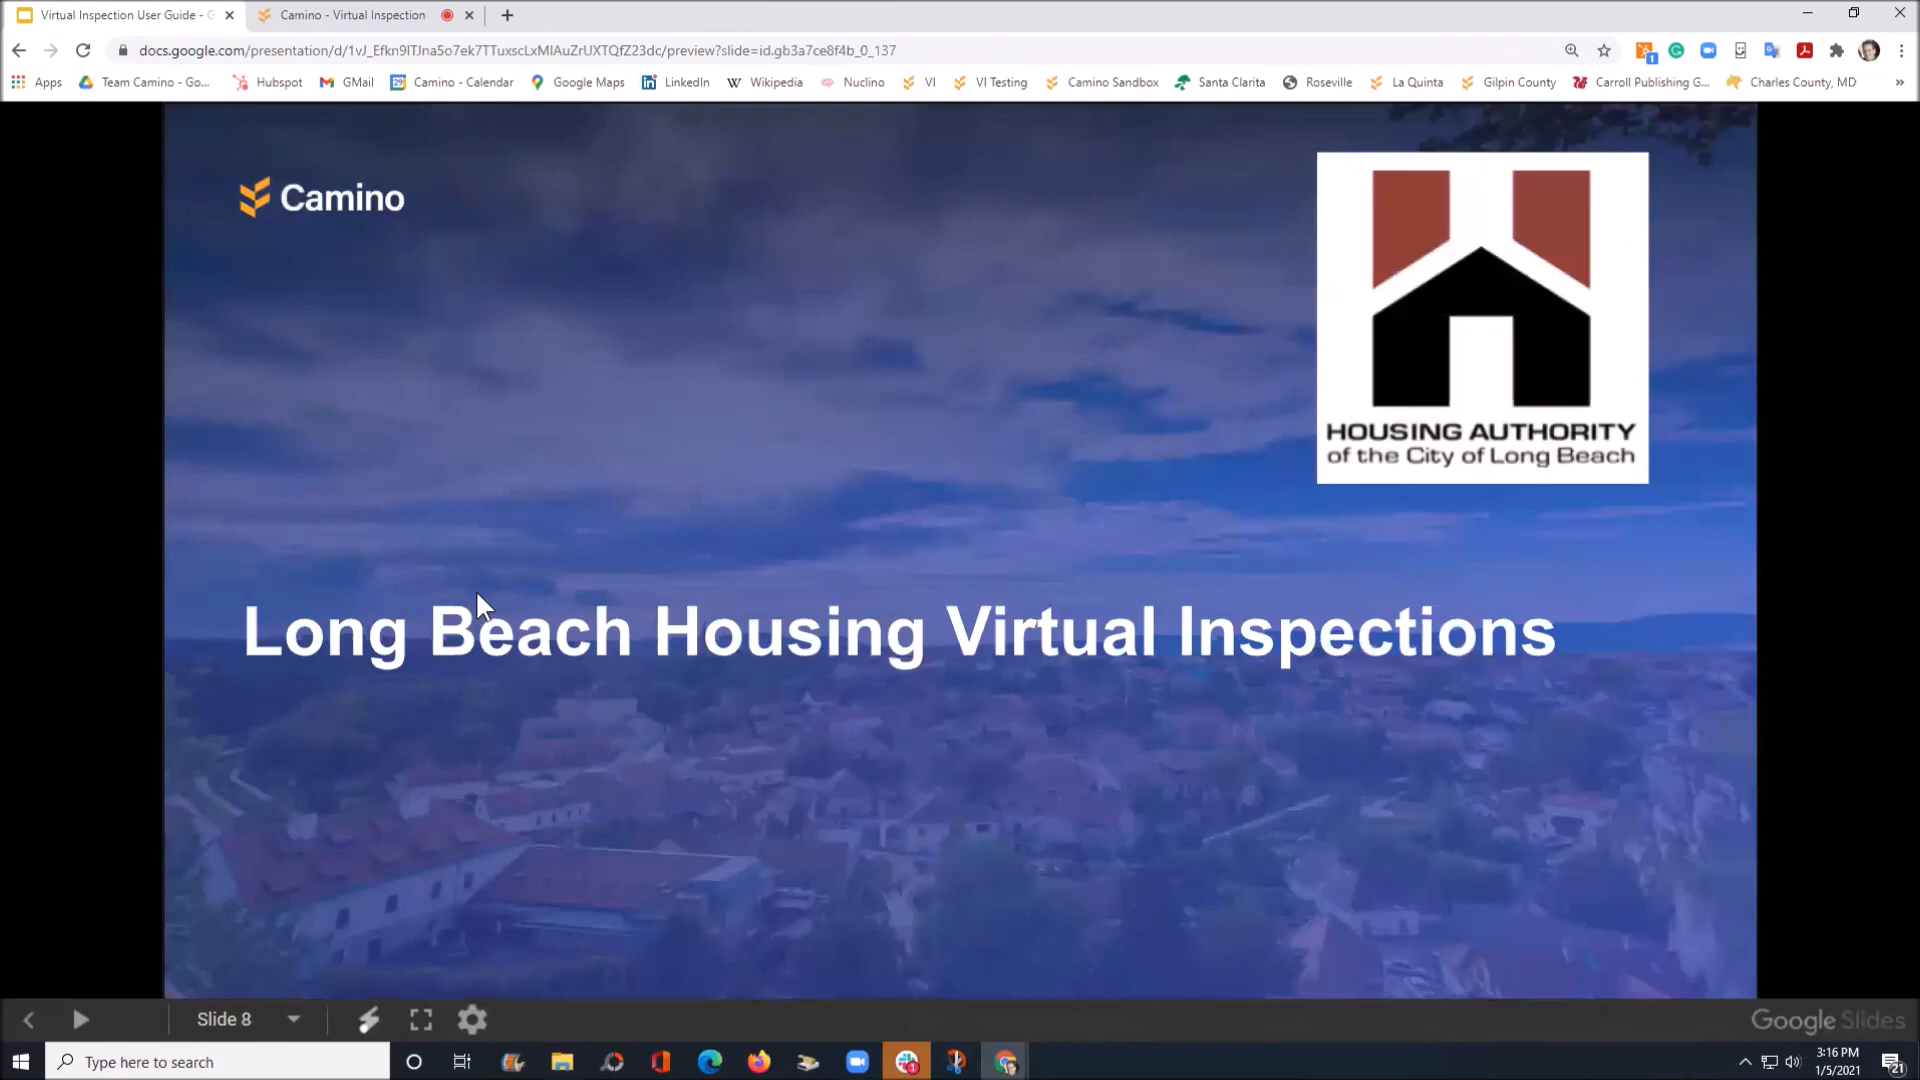 Virtual Inspection User Guide - G
Camino - Virtual Inspection
docs.google.com/presentation/d/1vJ_Efkn9lTJna5o7ek7TTuxscLxMlAuZrUXTQfZ23dc/preview?slide=id.gb3a7ce8f4b_0_137
Apps
Team Camino - Go...
Hubspot
GMail
Camino - Calendar
Google Maps
LinkedIn
Wikipedia
Nuclino
VI
VI Testing
Camino Sandbox
Santa Clarita
Roseville
La Quinta
Gilpin County
Carroll Publishing G...
Charles County, MD
Camino
HOUSING AUTHORITY
of the City of Long Beach
Long Beach Housing Virtual Inspections
Slide 8
Google Slides
Type here to search
3:16 PM
1/5/2021
21